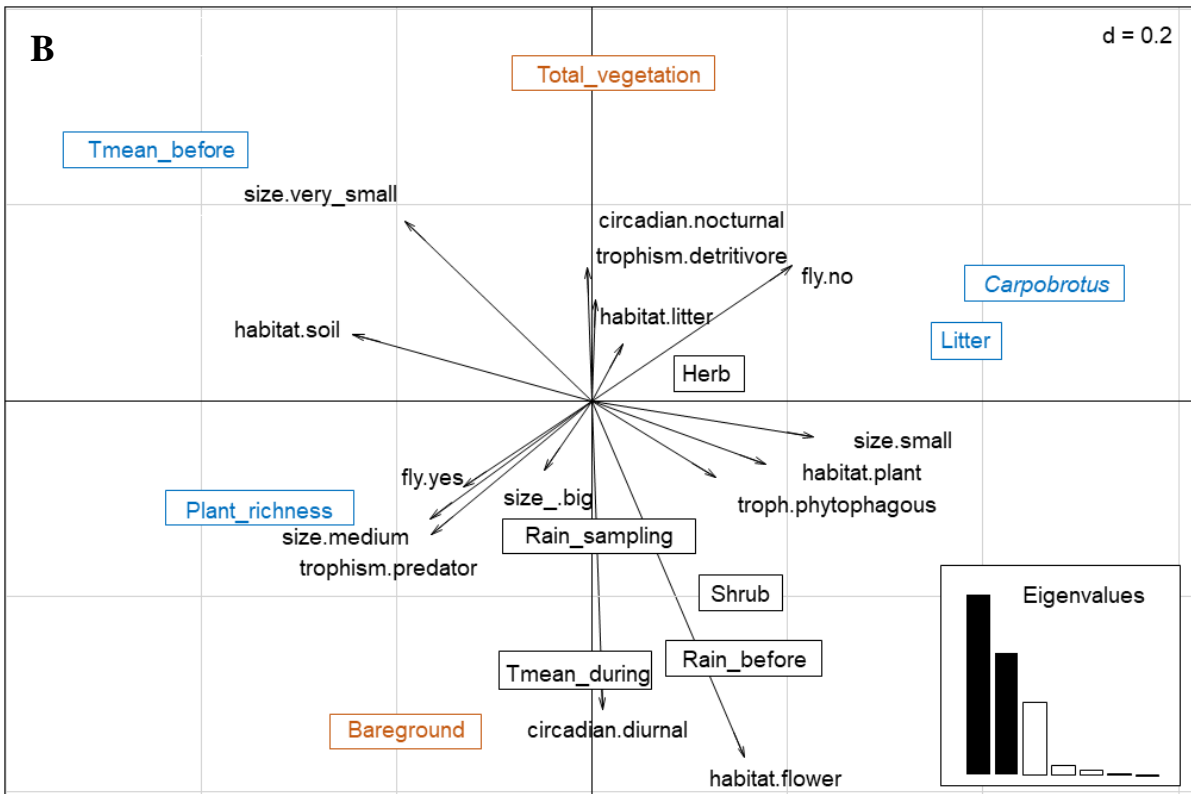 B
d = 0.2
Total_vegetation
Tmean_before
size.very_small
circadian.nocturnal
trophism.detritivore
fly.no
Carpobrotus
habitat.litter
habitat.soil
Litter
Herb
size.small
habitat.plant
fly.yes
size_.big
troph.phytophagous
Plant_richness
size.medium
Rain_sampling
trophism.predator
Shrub
Eigenvalues
Rain_before
Tmean_during
Bareground
circadian.diurnal
habitat.flower